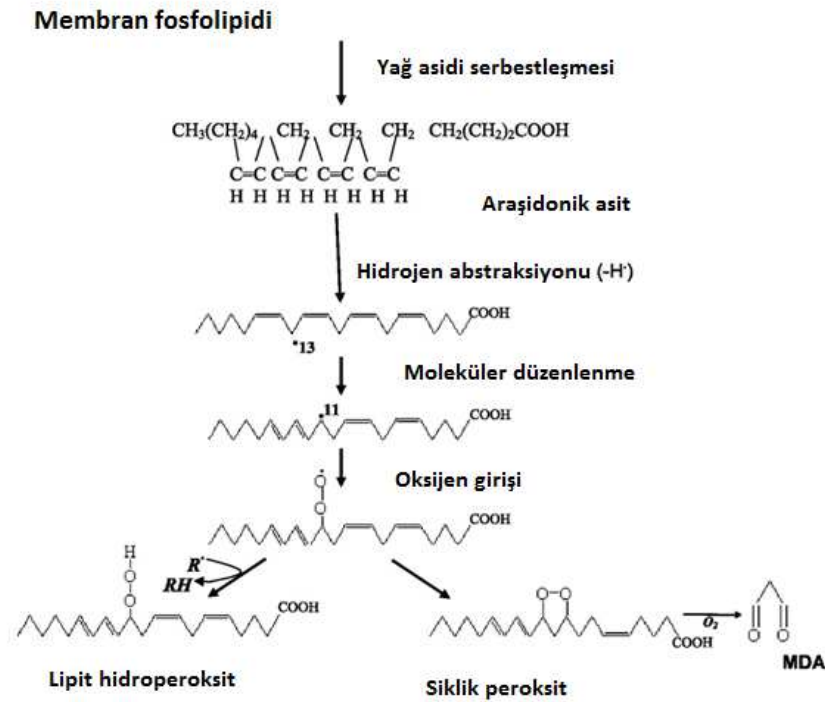 Membran fosfolipidi
Yağ asidi serbestleşmesi
CH3(CH2)4 CH2 CH2 CH2 CH2(CH2)2COOH
C=C C=C C=C C=C
H H H H H H H H
Araşidonik asit
Hidrojen abstraksiyonu (-H·)
COOH
•13
Moleküler düzenlenme
.11
COOH
Oksijen girişi
O·
O
COOH
H
O
O
R·
RH
COOH
O-O
O2
COOH
O O
MDA
Lipit hidroperoksit
Siklik peroksit